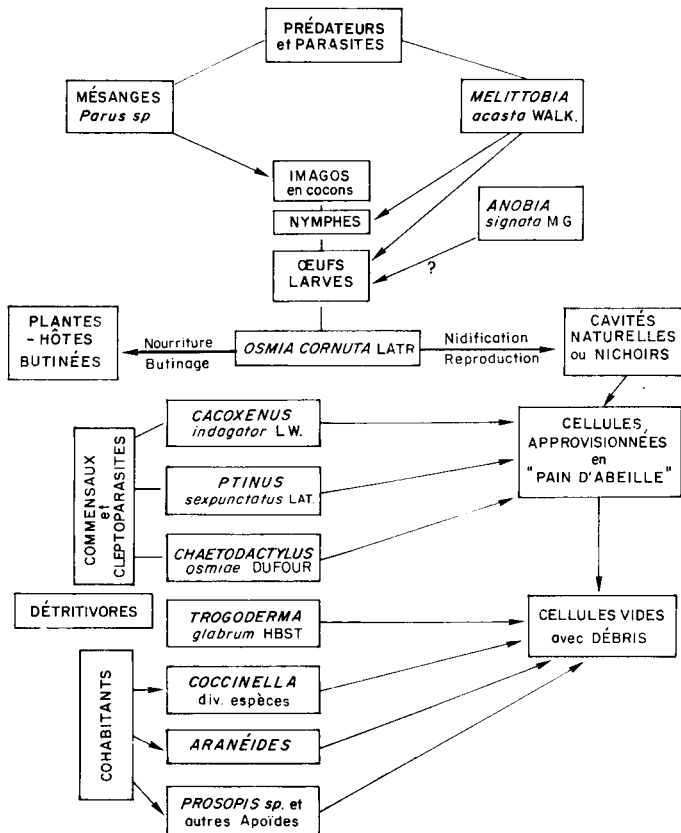 PRÉDATEURS
et PARASITES
MÉSANGES
Parus sp
MELITTOBIA
acasta WALK.
IMAGOS
en cocons
NYMPHES
ANOBIA
signata MG
ŒUFS
LARVES
?
PLANTES
- HÔTES
BUTINÉES
Nourriture
Butinage
OSMIA CORNUTA LATR
Nidification
Reproduction
CAVITÉS
NATURELLES
ou NICHOIRS
COMMENSAUX
et
CLEPTOPARASITES
CACOXENUS
indagator L.W.
PTINUS
sexpunctatus LAT.
CHAETODACTYLUS
osmiae DUFOUR
CELLULES
APPROVISIONNÉES
en
"PAIN D'ABEILLE"
DÉTRITIVORES
TROGODERMA
glabrum HBST
CELLULES VIDES
avec DÉBRIS
COHABITANTS
COCCINELLA
div. espèces
ARANÉIDES
PROSOPIS sp. et
autres Apoïdes